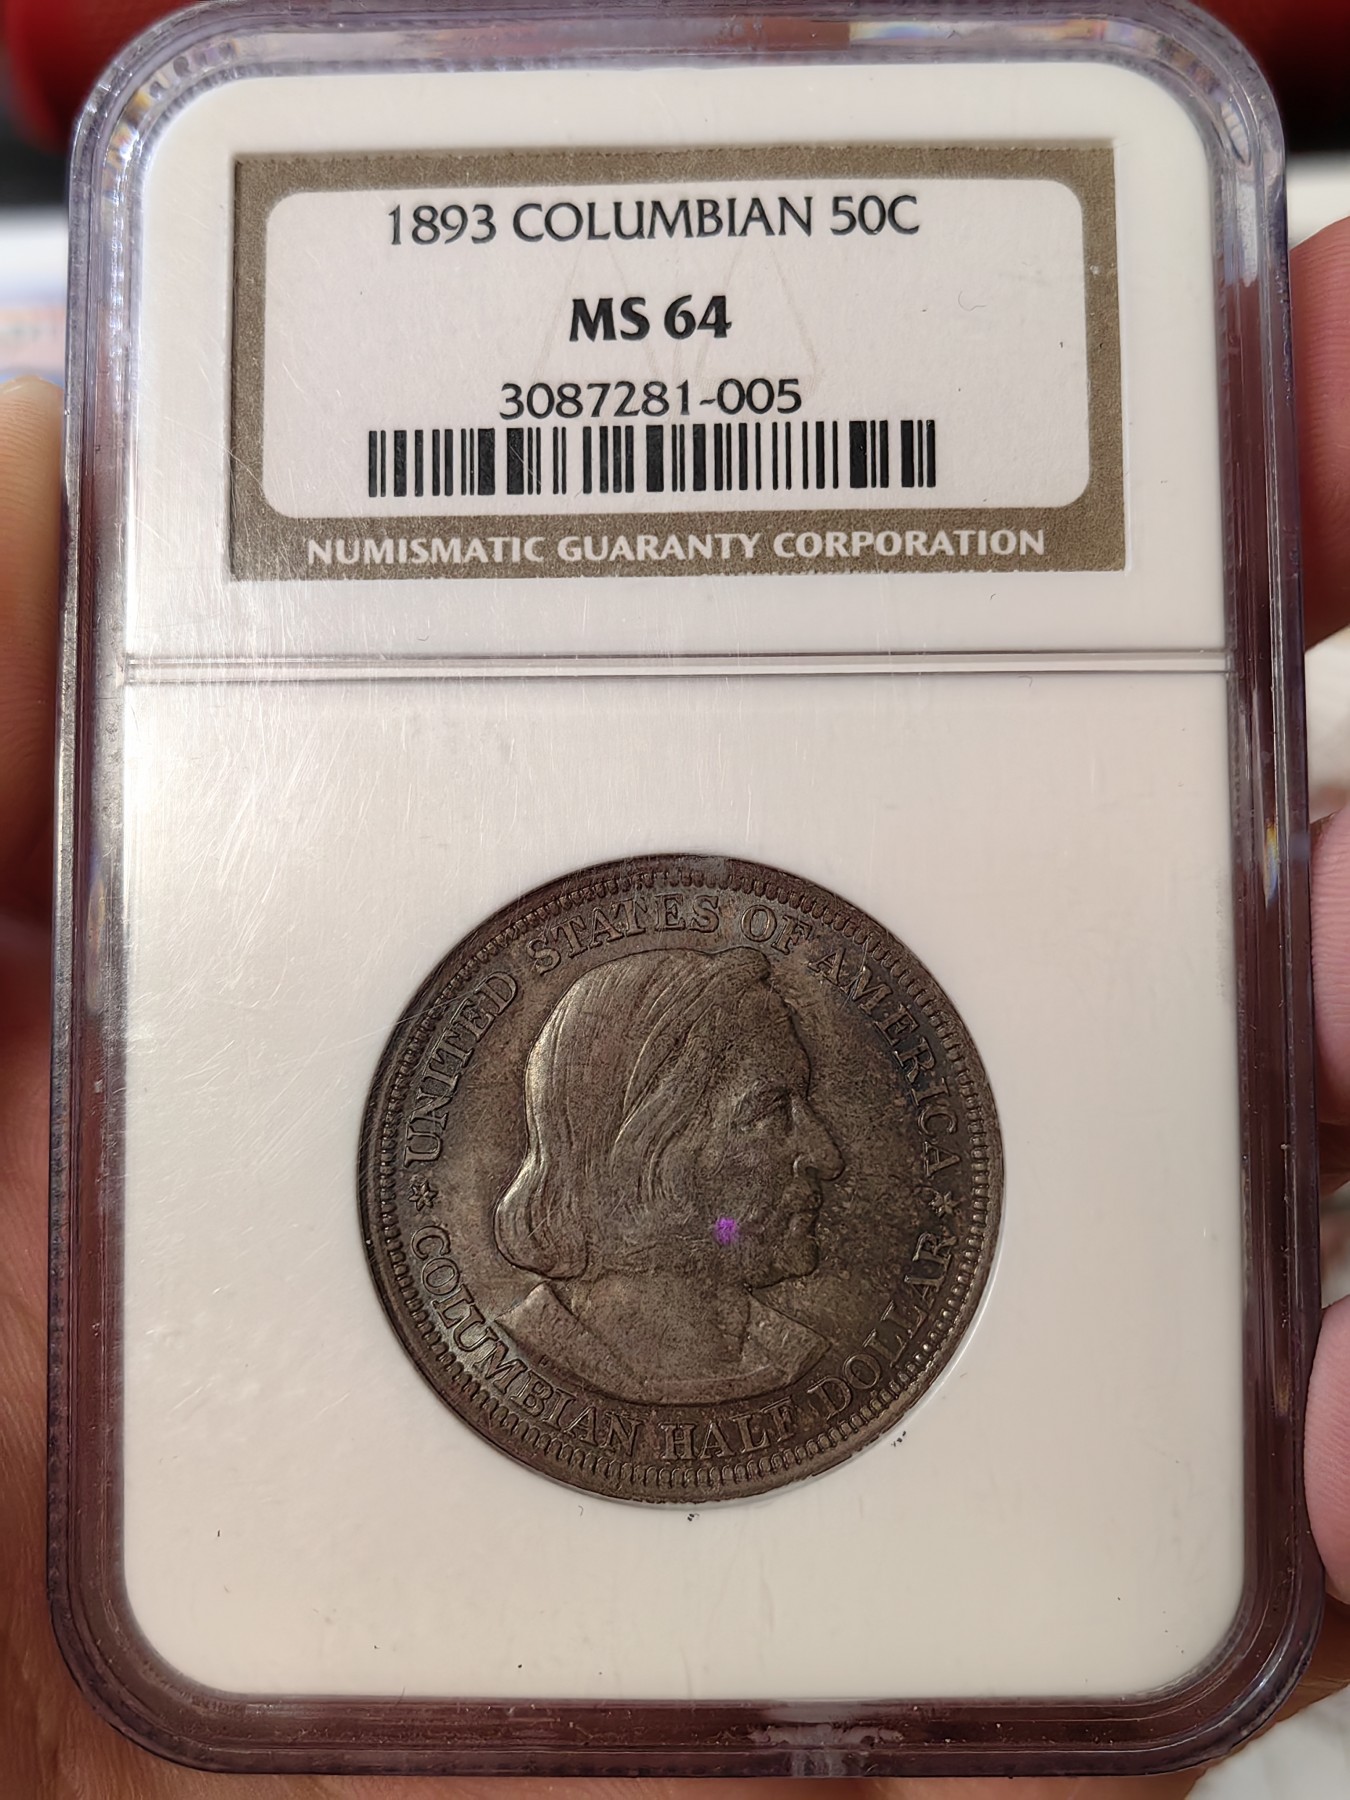 1893 COLUMBIAN 50C
MS 64
3087281-005
NUMISMATIC GUARANTY CORPORATION
UNITED STATES OF AMERICA
COLUMBIAN HALF DOLLAR